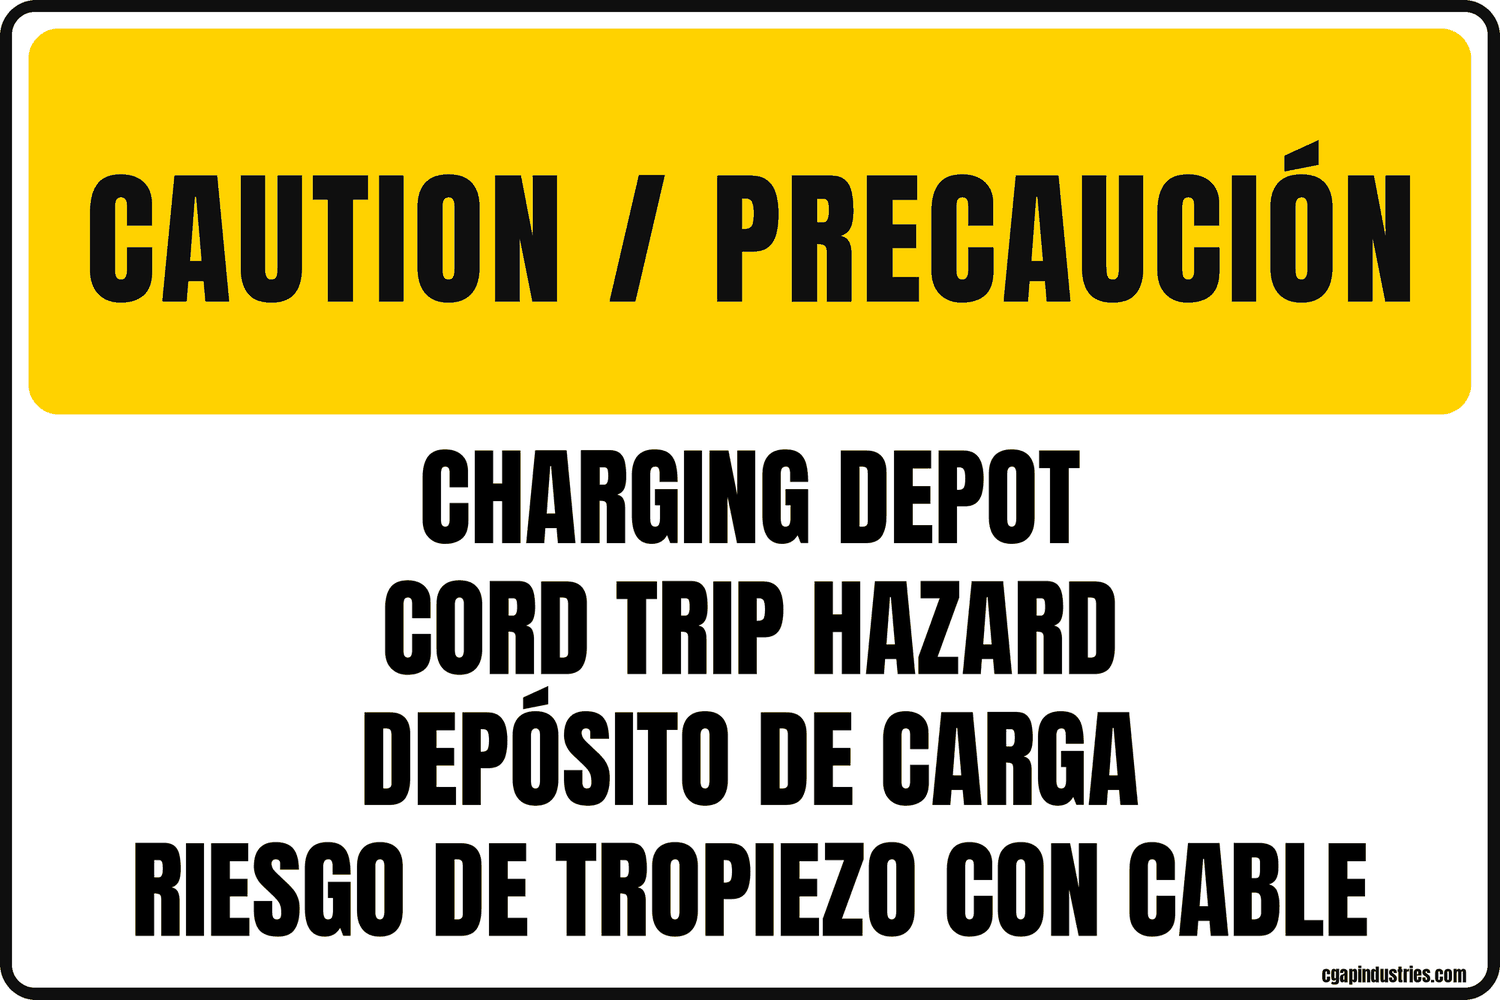 CAUTION / PRECAUCIÓN
CHARGING DEPOT
CORD TRIP HAZARD
DEPÓSITO DE CARGA
RIESGO DE TROPIEZO CON CABLE
cgapindustries.com